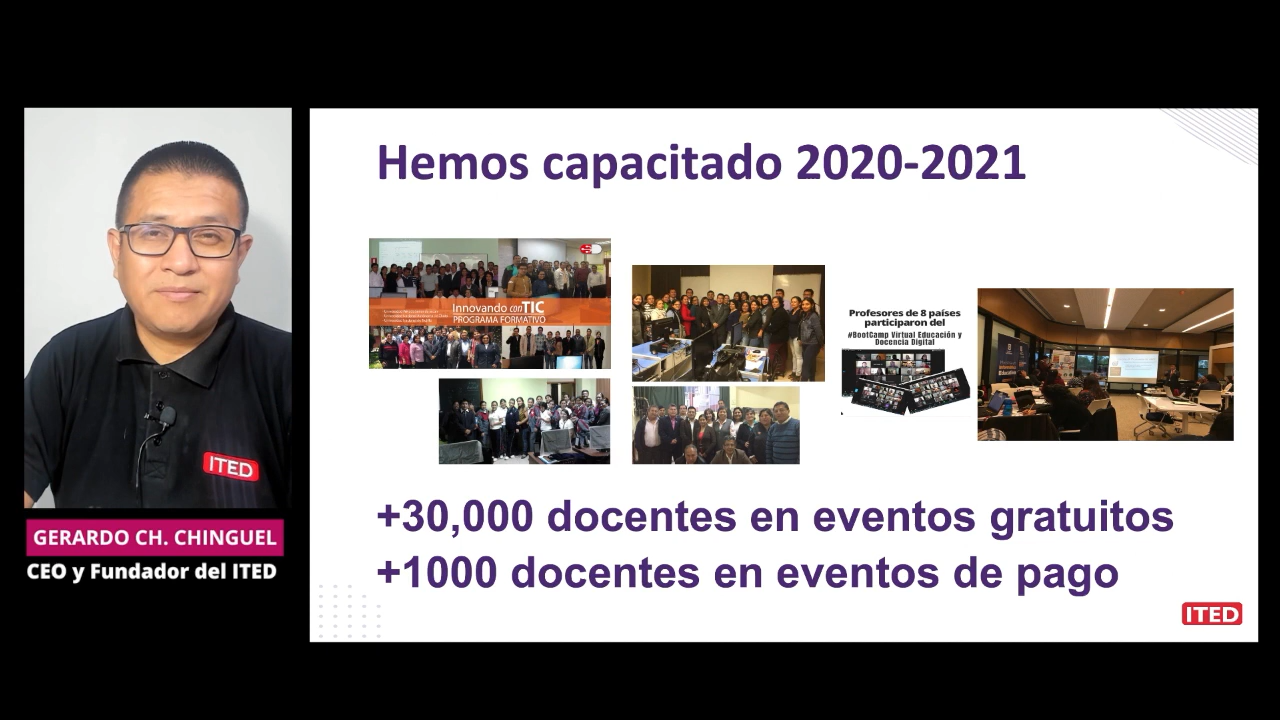 Hemos capacitado 2020-2021
Innovando conTIC
PROGRAMA FORMATIVO
Profesores de 8 países
participaron del
#BootCamp Virtual Educación y
Docencia Digital
ITED
GERARDO CH. CHINGUEL
CEO y Fundador del ITED
+30,000 docentes en eventos gratuitos
+1000 docentes en eventos de pago
ITED